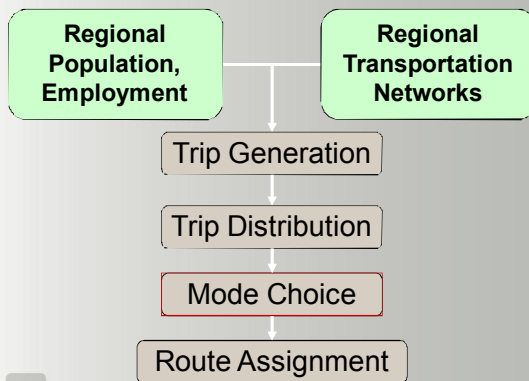 Regional
Population,
Employment
Regional
Transportation
Networks
Trip Generation
Trip Distribution
Mode Choice
Route Assignment